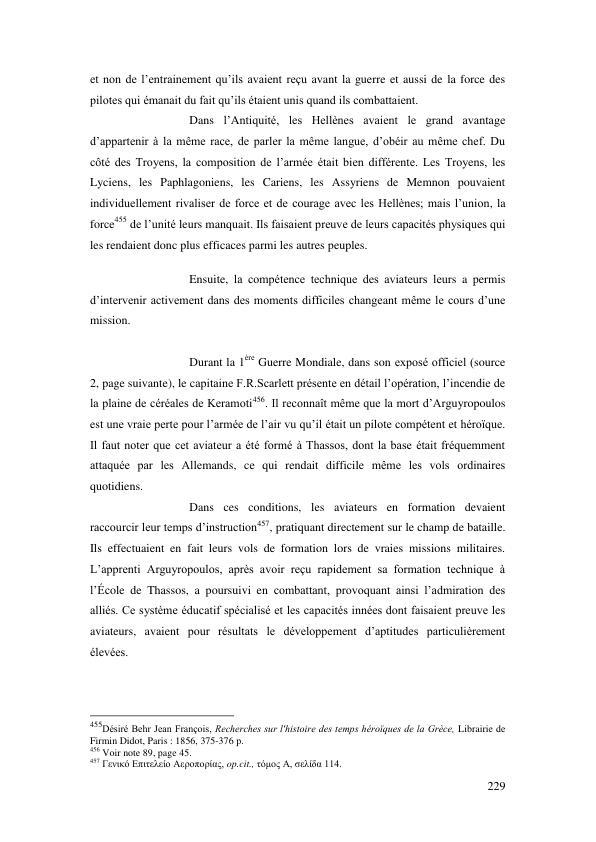 et non de l’entrainement qu’ils avaient reçu avant la guerre et aussi de la force des
pilotes qui émanait du fait qu’ils étaient unis quand ils combattaient.
Dans l’Antiquité, les Hellènes avaient le grand avantage
d’appartenir à la même race, de parler la même langue, d’obéir au même chef. Du
côté des Troyens, la composition de l’armée était bien différente. Les Troyens, les
Lyciens, les Paphlagoniens, les Cariens, les Assyriens de Memnon pouvaient
individuellement rivaliser de force et de courage avec les Hellènes; mais l’union, la
force455 de l’unité leurs manquait. Ils faisaient preuve de leurs capacités physiques qui
les rendaient donc plus efficaces parmi les autres peuples.
Ensuite, la compétence technique des aviateurs leurs a permis
d’intervenir activement dans des moments difficiles changeant même le cours d’une
mission.
Durant la 1ère Guerre Mondiale, dans son exposé officiel (source
2, page suivante), le capitaine F.R.Scarlett présente en détail l’opération, l’incendie de
la plaine de céréales de Keramoti456. Il reconnaît même que la mort d’Arguyropoulos
est une vraie perte pour l’armée de l’air vu qu’il était un pilote compétent et héroïque.
Il faut noter que cet aviateur a été formé à Thassos, dont la base était fréquemment
attaquée par les Allemands, ce qui rendait difficile même les vols ordinaires
quotidiens.
Dans ces conditions, les aviateurs en formation devaient
raccourcir leur temps d’instruction457, pratiquant directement sur le champ de bataille.
Ils effectuaient en fait leurs vols de formation lors de vraies missions militaires.
L’apprenti Arguyropoulos, après avoir reçu rapidement sa formation technique à
l’École de Thassos, a poursuivi en combattant, provoquant ainsi l’admiration des
alliés. Ce système éducatif spécialisé et les capacités innées dont faisaient preuve les
aviateurs, avaient pour résultats le développement d’aptitudes particulièrement
élevées.
455Désiré Behr Jean François, Recherches sur l'histoire des temps héroïques de la Grèce, Librairie de
Firmin Didot, Paris : 1856, 375-376 p.
456 Voir note 89, page 45.
457 Γενικό Επιτελείο Αεροπορίας, op.cit., τόμος Α, σελίδα 114.
229